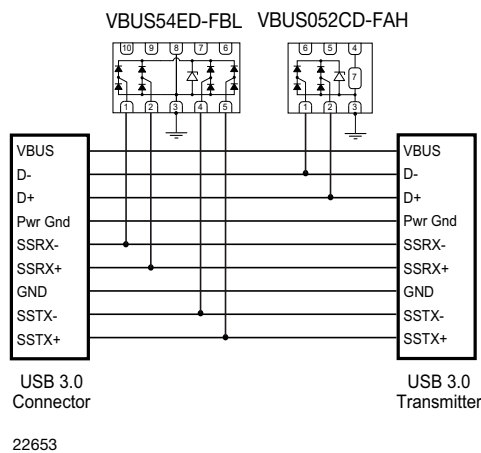 VBUS54ED-FBL VBUS052CD-FAH
10 9 8 7 6
6 5 4
7
1 2 3 4 5
1 2 3
VBUS VBUS
D- D-
D+ D+
Pwr Gnd Pwr Gnd
SSRX- SSRX-
SSRX+ SSRX+
GND GND
SSTX- SSTX-
SSTX+ SSTX+
USB 3.0 USB 3.0
Connector Transmitter
22653